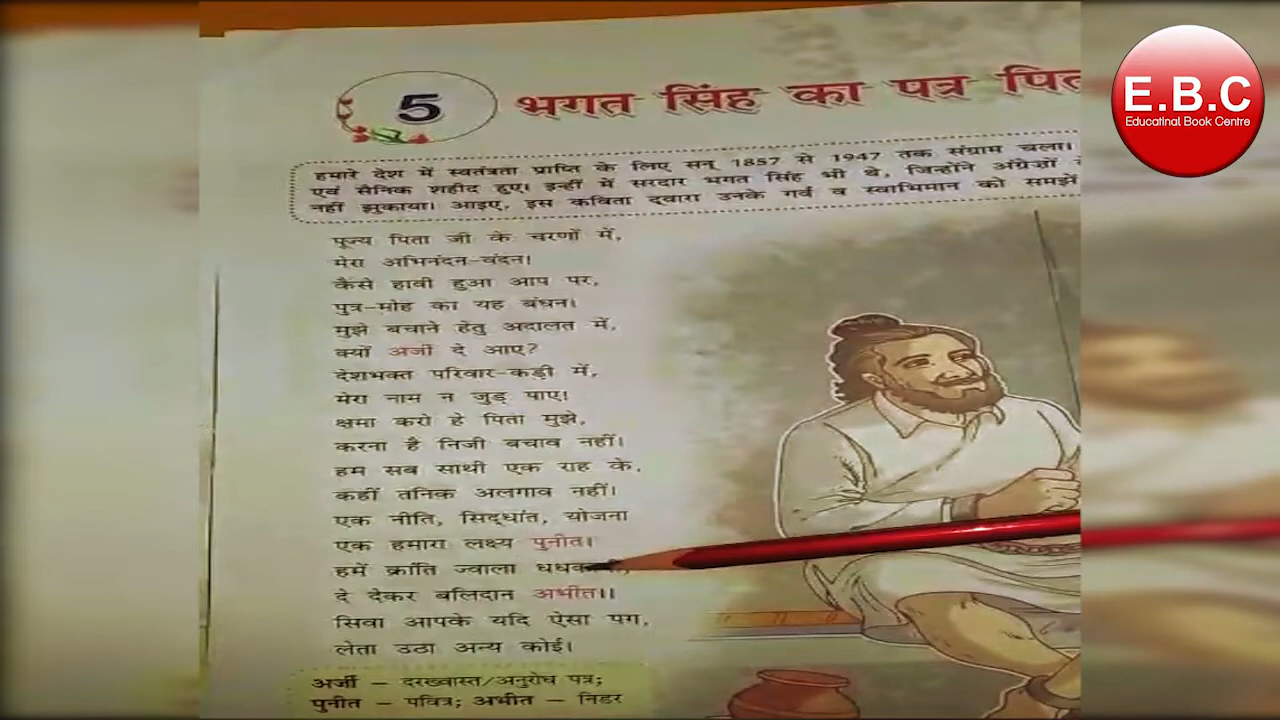 5
भगत सिंह का पत्र
हमारे देश में स्वतंत्रता प्राप्ति के लिए सन् 1857 से 1947 तक संग्राम चला।
एवं सैनिक शहीद हुए। इन्हीं में सरदार भगत सिंह भी थे, जिन्होंने अंग्रेज़ों
नहीं झुकाया। आइए, इस कविता द्वारा उनके गर्व व स्वाभिमान को समझें
पूज्य पिता जी के चरणों में,
मेरा अभिनंदन-वंदन।
कैसे हावी हुआ आप पर,
पुत्र-मोह का यह बंधन।
मुझे बचाने हेतु अदालत में,
क्यों अर्जी दे आए?
देशभक्त परिवार-कड़ी में,
मेरा नाम न जुड़ पाए।
क्षमा करो हे पिता मुझे,
करना है निजी बचाव नहीं।
हम सब साथी एक राह के,
कहीं तनिक अलगाव नहीं।
एक नीति, सिद्धांत, योजना
एक हमारा लक्ष्य पुनीत।
हमें क्रांति ज्वाला
दे देकर बलिदान अभीत।।
सिवा आपके यदि ऐसा पग,
लेता उठा अन्य कोई।
अर्जी – दरख्वास्त/अनुरोध पत्र;
पुनीत – पवित्र; अभीत – निडर
E.B.C
Educatinal Book Centre